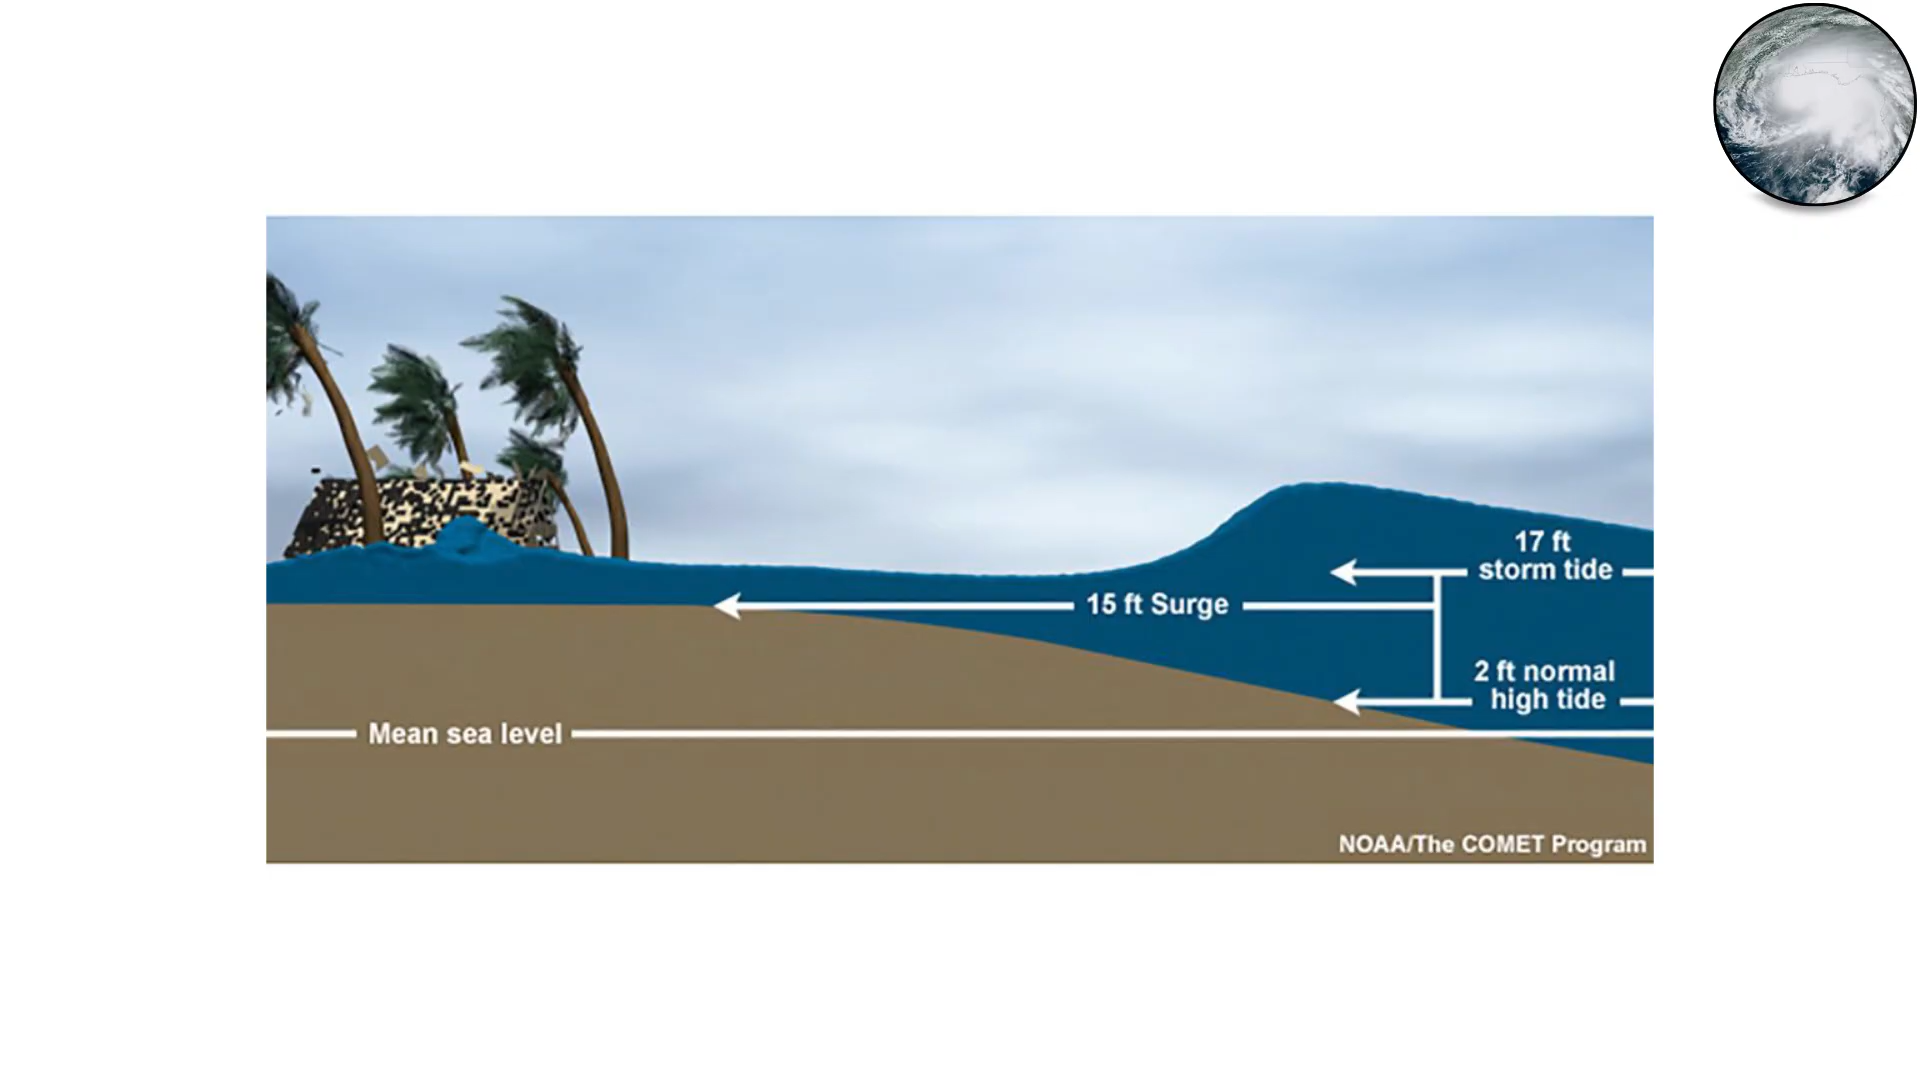 17 ft
storm tide
15 ft Surge
2 ft normal
high tide
Mean sea level
NOAA/The COMET Program